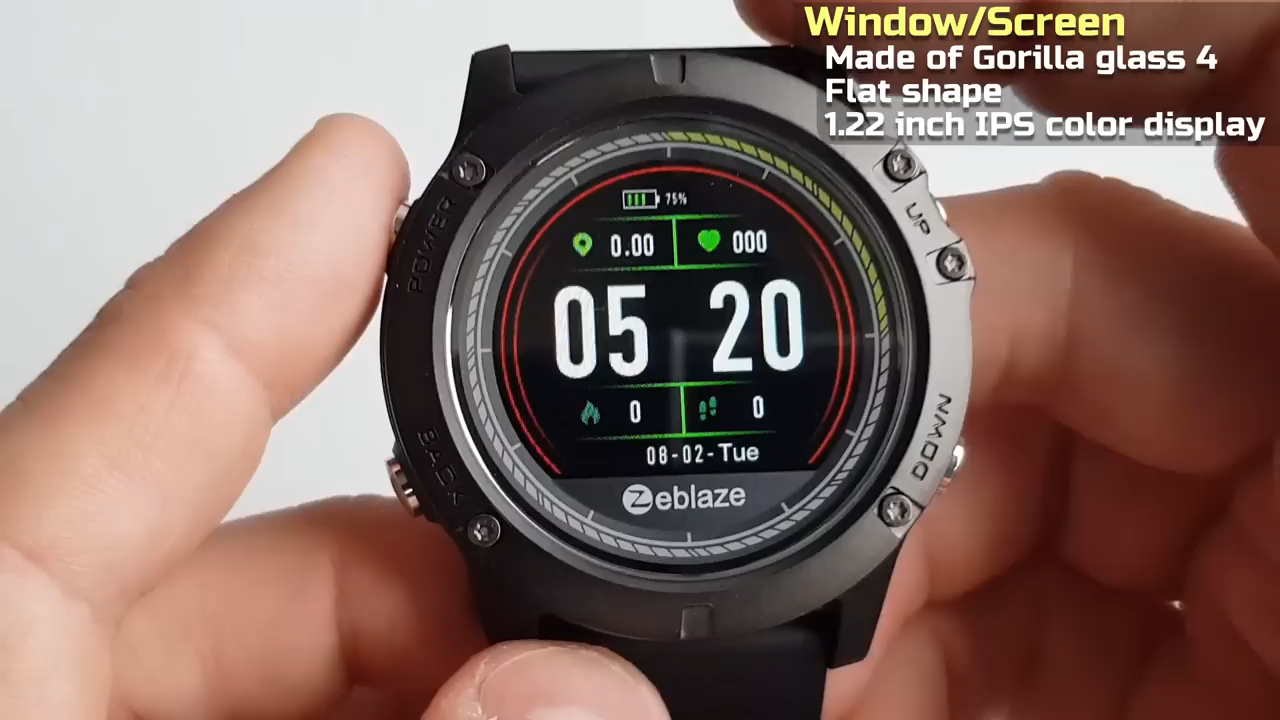 Window/Screen
Made of Gorilla glass 4
Flat shape
1.22 inch IPS color display
75%
0.00
000
05 20
0
0
08-02-Tue
Zeblaze
POWER
BACK
UP
DOWN